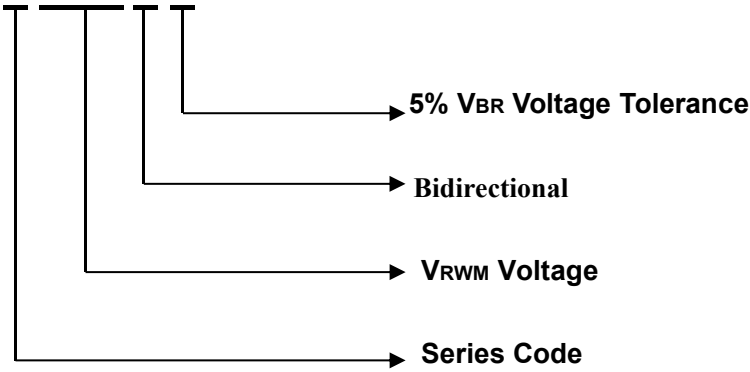 5% VBR Voltage Tolerance
Bidirectional
VRWM Voltage
Series Code